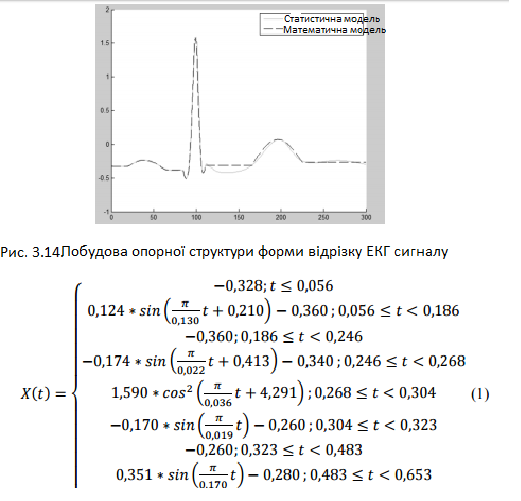 2
Статистична модель
Математична модель
1.5
1
0.5
0
-0.5
-1
0 50 100 150 200 250 300
Рис. 3.14Побудова опорної структури форми відрізку ЕКГ сигналу
−0,328; t ≤ 0,056
0,124 * sin(π/0,130 t + 0,210) − 0,360; 0,056 ≤ t < 0,186
−0,360; 0,186 ≤ t < 0,246
−0,174 * sin(π/0,022 t + 0,413) − 0,340; 0,246 ≤ t < 0,268
X(t) = { 1,590 * cos²(π/0,036 t + 4,291); 0,268 ≤ t < 0,304 (1)
−0,170 * sin(π/0,019 t) − 0,260; 0,304 ≤ t < 0,323
−0,260; 0,323 ≤ t < 0,483
0,351 * sin(π/0,170 t) − 0,280; 0,483 ≤ t < 0,653